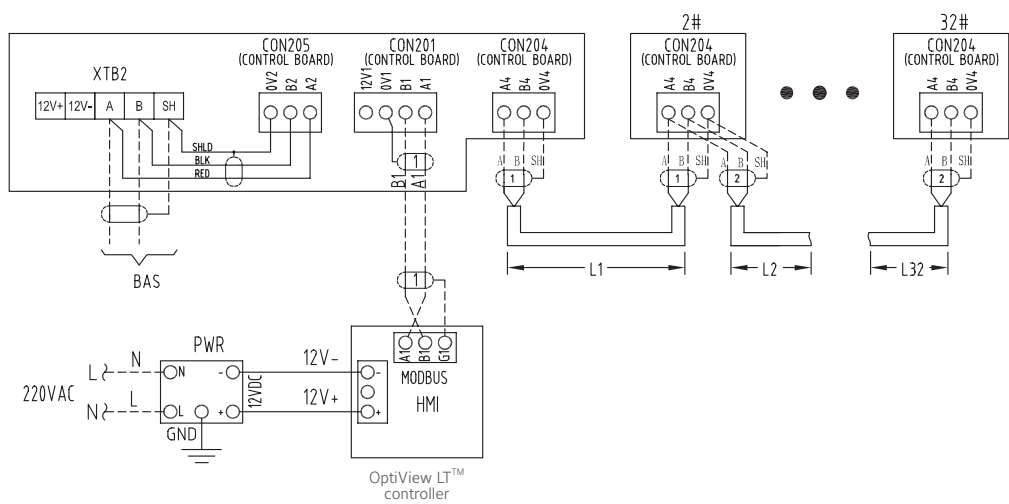 2#
32#
CON205
(CONTROL BOARD)
CON201
(CONTROL BOARD)
CON204
(CONTROL BOARD)
CON204
(CONTROL BOARD)
CON204
(CONTROL BOARD)
XTB2
12V+ 12V- A B SH
0V2 B2 A2
12V1 0V1 B1 A1
A4 B4 0V4
A4 B4 0V4
A4 B4 0V4
SHLD
BLK
RED
1
B1 A1
A B SH
1
A B SH
1
A B SH
2
A B SH
2
BAS
L1
L2
L32
1
A1 B1 G1
MODBUS
HMI
PWR
220VAC
L N
N L
N -
L +
12VDC
GND
12V-
12V+
-
+
OptiView LT™
controller